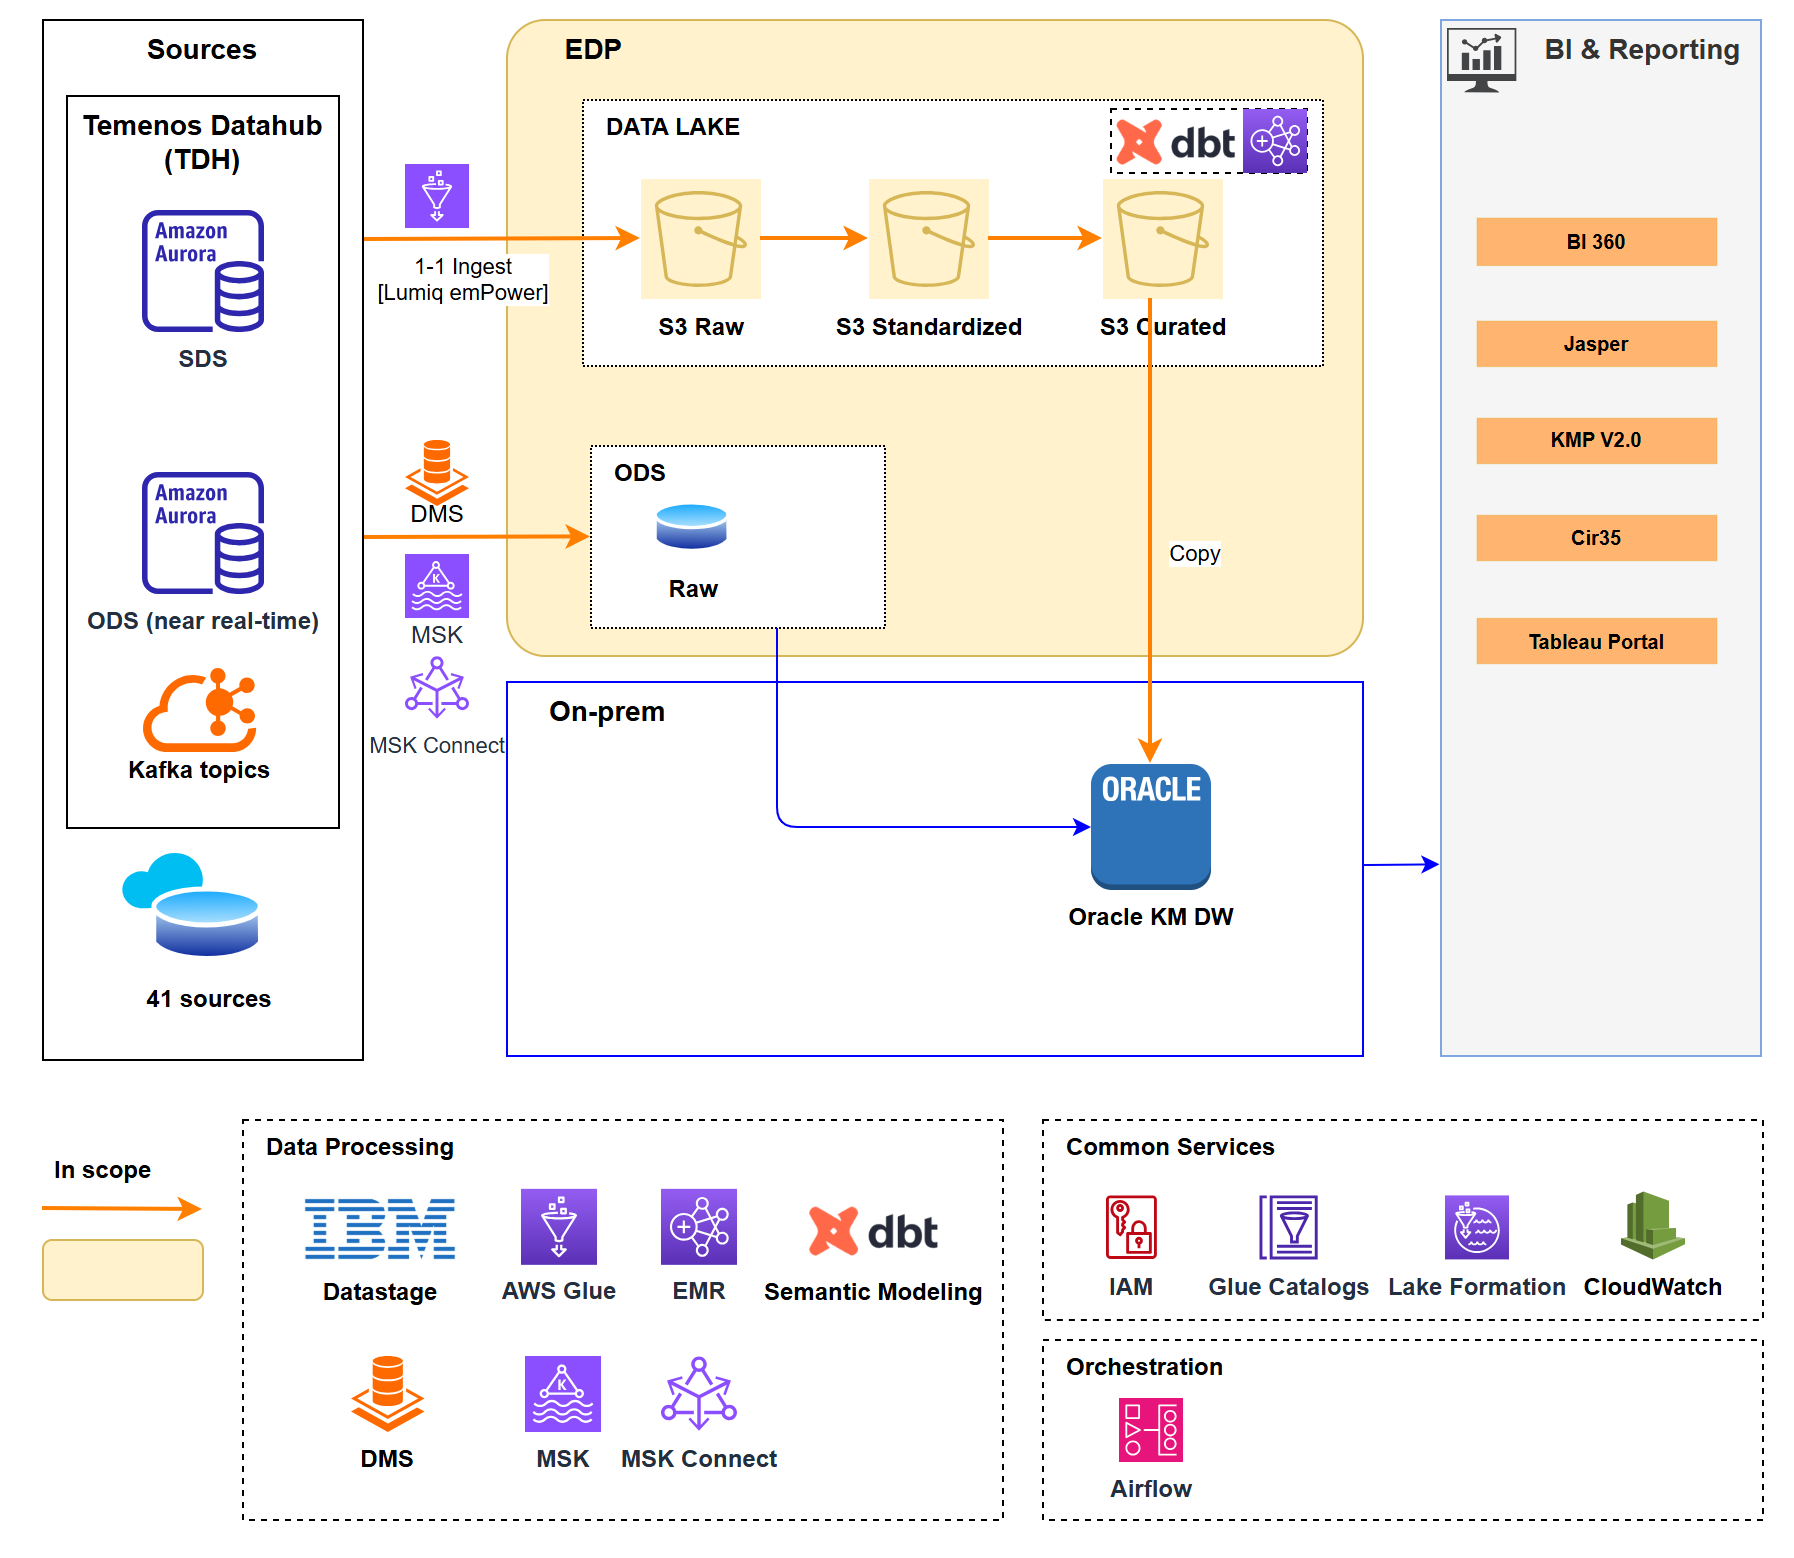 Sources
Temenos Datahub
(TDH)
Amazon
Aurora
SDS
Amazon
Aurora
ODS (near real-time)
Kafka topics
41 sources
1-1 Ingest
[Lumiq emPower]
DMS
K
MSK
MSK Connect
EDP
DATA LAKE
dbt
S3 Raw
S3 Standardized
S3 Curated
ODS
Raw
Copy
On-prem
ORACLE
Oracle KM DW
BI & Reporting
BI 360
Jasper
KMP V2.0
Cir35
Tableau Portal
In scope
Data Processing
IBM
Datastage
AWS Glue
EMR
dbt
Semantic Modeling
DMS
K
MSK
MSK Connect
Common Services
IAM
Glue Catalogs
Lake Formation
CloudWatch
Orchestration
Airflow